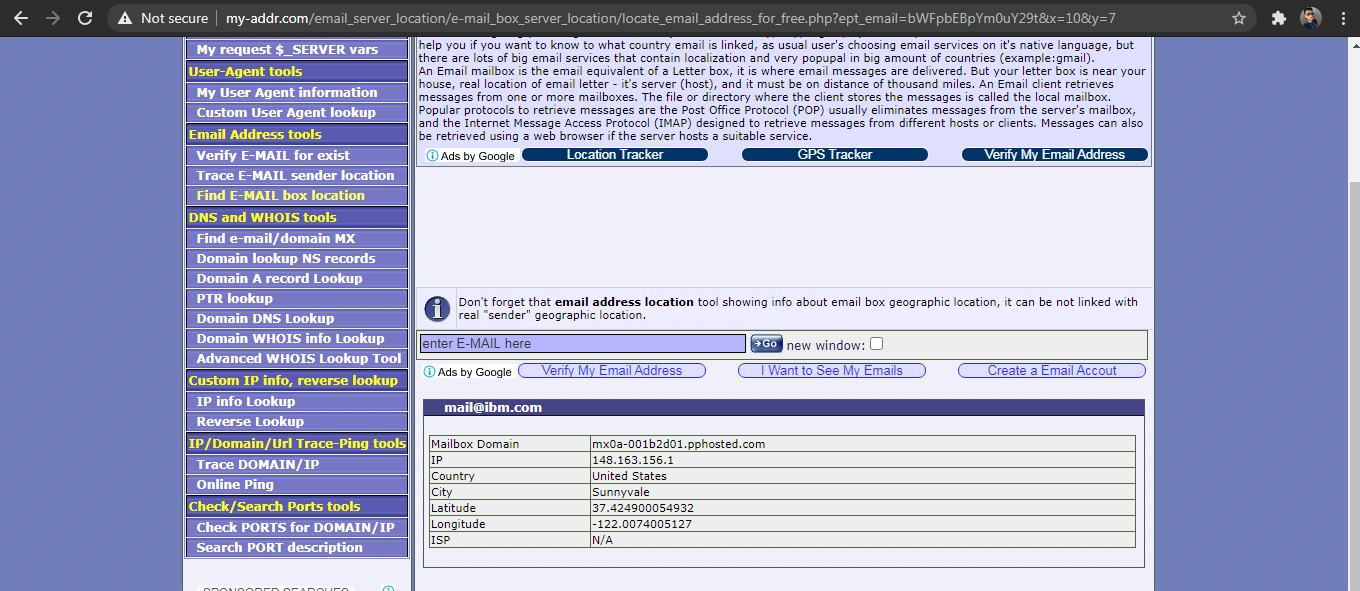 Not secure
my-addr.com/email_server_location/e-mail_box_server_location/locate_email_address_for_free.php?ept_email=bWFpbEBpYm0uY29t&x=10&y=7
My request $_SERVER vars
User-Agent tools
My User Agent information
Custom User Agent lookup
Email Address tools
Verify E-MAIL for exist
Trace E-MAIL sender location
Find E-MAIL box location
DNS and WHOIS tools
Find e-mail/domain MX
Domain lookup NS records
Domain A record Lookup
PTR lookup
Domain DNS Lookup
Domain WHOIS info Lookup
Advanced WHOIS Lookup Tool
Custom IP info, reverse lookup
IP info Lookup
Reverse Lookup
IP/Domain/Url Trace-Ping tools
Trace DOMAIN/IP
Online Ping
Check/Search Ports tools
Check PORTS for DOMAIN/IP
Search PORT description
SPONSORED SEARCHES
help you if you want to know to what country email is linked, as usual user's choosing email services on it's native language, but
there are lots of big email services that contain localization and very popupal in big amount of countries (example:gmail).
An Email mailbox is the email equivalent of a Letter box, it is where email messages are delivered. But your letter box is near your
house, real location of email letter - it's server (host), and it must be on distance of thousand miles. An Email client retrieves
messages from one or more mailboxes. The file or directory where the client stores the messages is called the local mailbox.
Popular protocols to retrieve messages are the Post Office Protocol (POP) usually eliminates messages from the server's mailbox,
and the Internet Message Access Protocol (IMAP) designed to retrieve messages from different hosts or clients. Messages can also
be retrieved using a web browser if the server hosts a suitable service.
Ads by Google Location Tracker GPS Tracker Verify My Email Address
Don't forget that email address location tool showing info about email box geographic location, it can be not linked with
real "sender" geographic location.
enter E-MAIL here Go new window:
Ads by Google Verify My Email Address I Want to See My Emails Create a Email Accout
mail@ibm.com
Mailbox Domain mx0a-001b2d01.pphosted.com
IP 148.163.156.1
Country United States
City Sunnyvale
Latitude 37.424900054932
Longitude -122.0074005127
ISP N/A